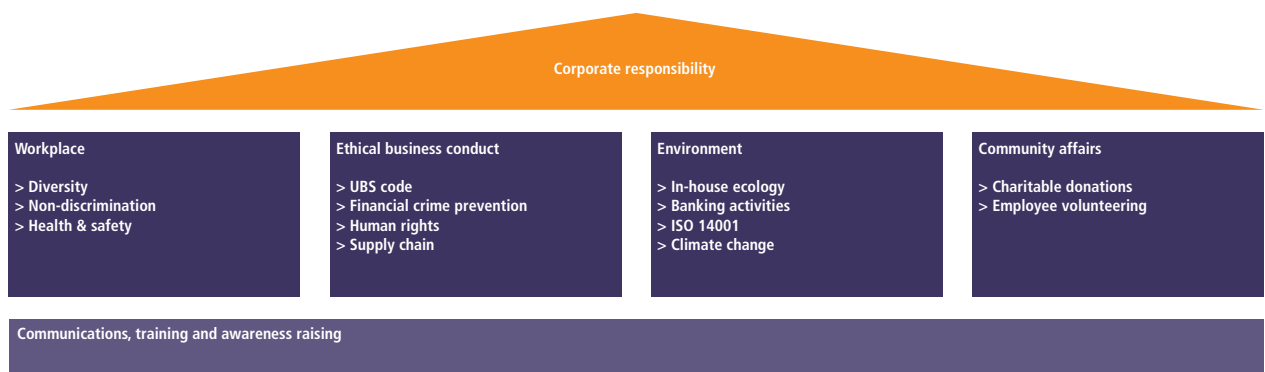 Corporate responsibility
Workplace
> Diversity
> Non-discrimination
> Health & safety
Ethical business conduct
> UBS code
> Financial crime prevention
> Human rights
> Supply chain
Environment
> In-house ecology
> Banking activities
> ISO 14001
> Climate change
Community affairs
> Charitable donations
> Employee volunteering
Communications, training and awareness raising